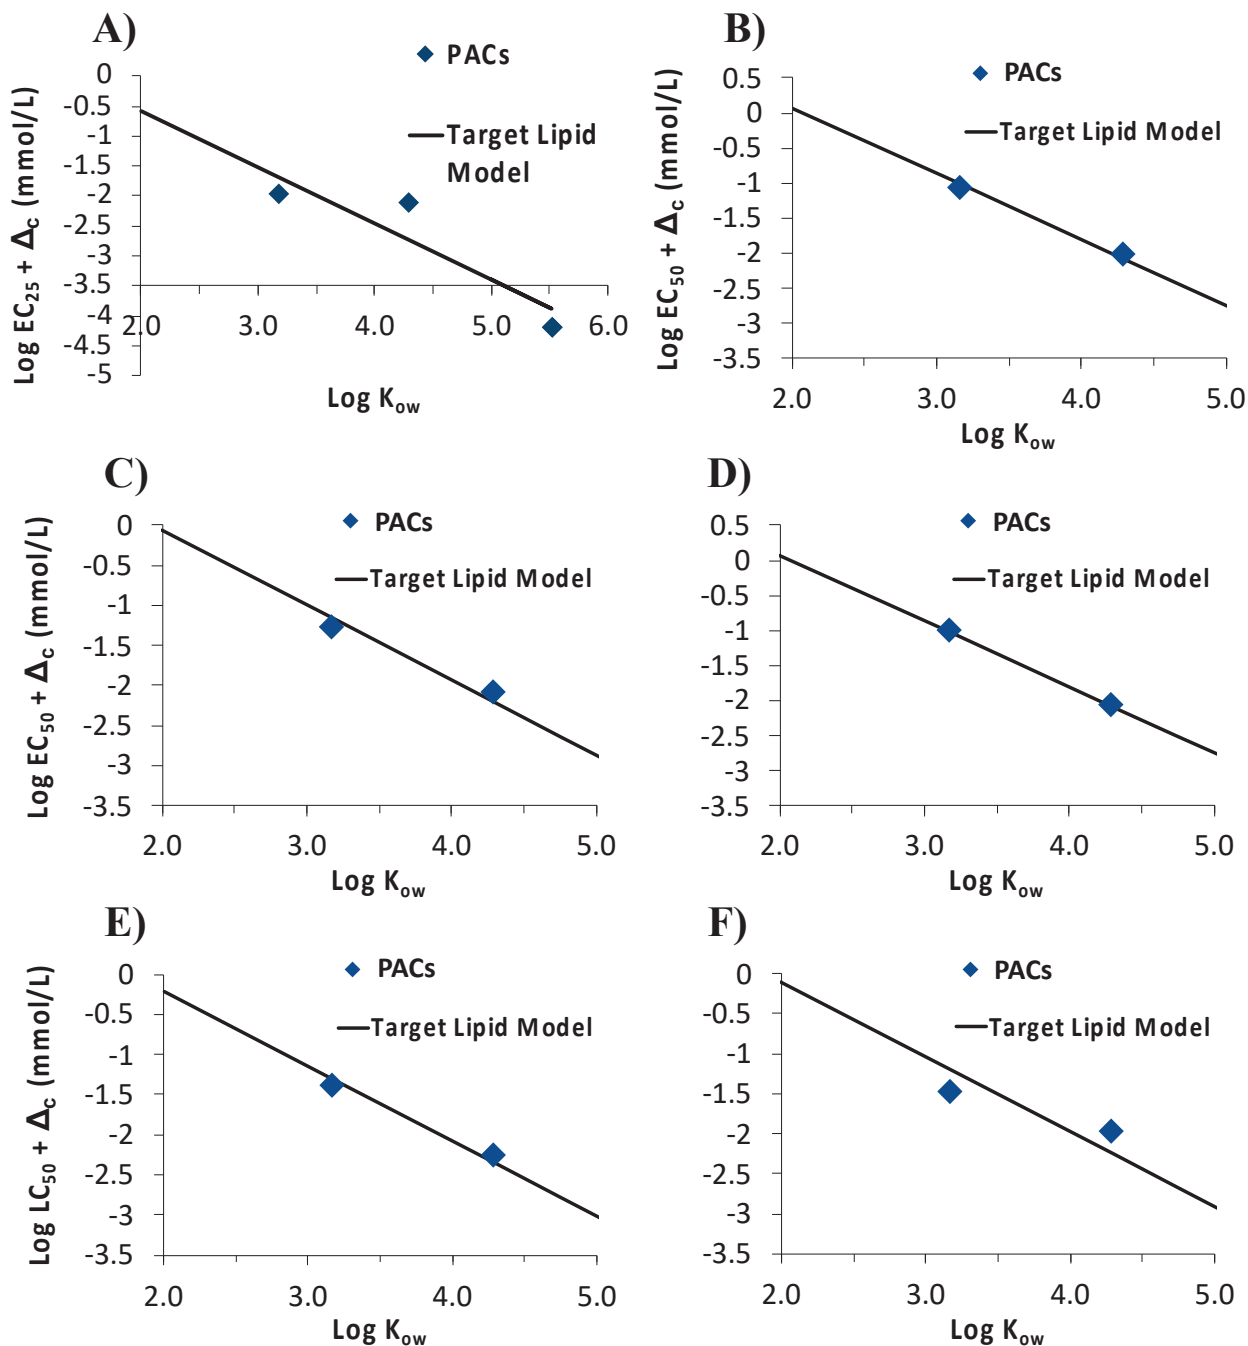 A)
PACs
Target Lipid
Model
Log EC25 + Δc (mmol/L)
0
-0.5
-1
-1.5
-2
-2.5
-3
-3.5
-4
-4.5
-5
2.0 3.0 4.0 5.0 6.0
Log Kow
B)
PACs
Target Lipid Model
Log EC50 + Δc (mmol/L)
0.5
0
-0.5
-1
-1.5
-2
-2.5
-3
-3.5
2.0 3.0 4.0 5.0
Log Kow
C)
PACs
Target Lipid Model
Log EC50 + Δc (mmol/L)
0
-0.5
-1
-1.5
-2
-2.5
-3
-3.5
2.0 3.0 4.0 5.0
Log Kow
D)
PACs
Target Lipid Model
0.5
0
-0.5
-1
-1.5
-2
-2.5
-3
-3.5
2.0 3.0 4.0 5.0
Log Kow
E)
PACs
Target Lipid Model
Log LC50 + Δc (mmol/L)
0
-0.5
-1
-1.5
-2
-2.5
-3
-3.5
2.0 3.0 4.0 5.0
Log Kow
F)
PACs
Target Lipid Model
0
-0.5
-1
-1.5
-2
-2.5
-3
-3.5
2.0 3.0 4.0 5.0
Log Kow